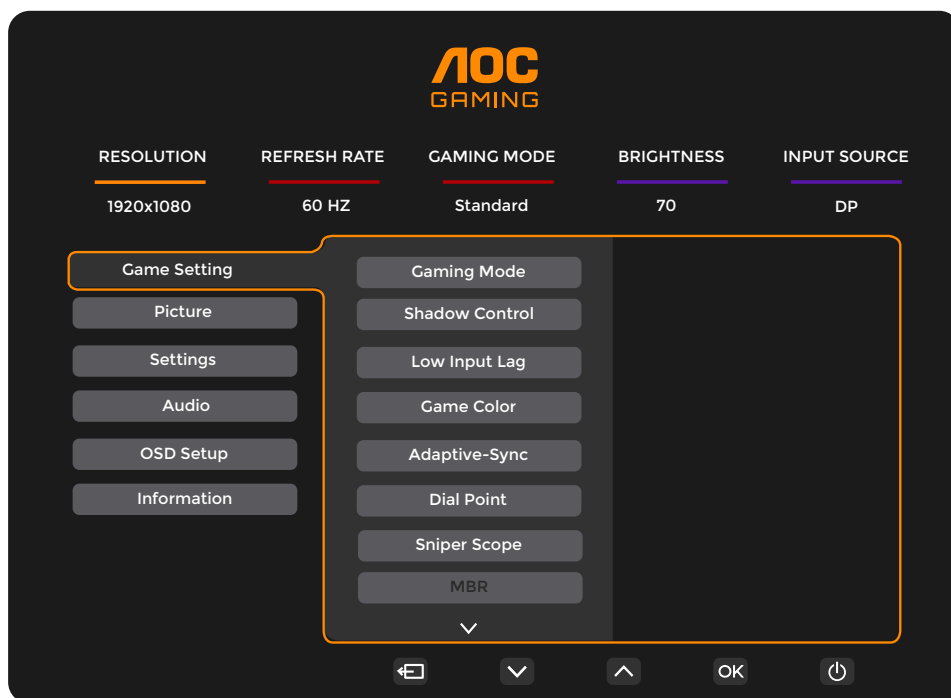 AOC
GAMING
RESOLUTION REFRESH RATE GAMING MODE BRIGHTNESS INPUT SOURCE
1920x1080 60 HZ Standard 70 DP
Game Setting
Picture
Settings
Audio
OSD Setup
Information
Gaming Mode
Shadow Control
Low Input Lag
Game Color
Adaptive-Sync
Dial Point
Sniper Scope
MBR
OK